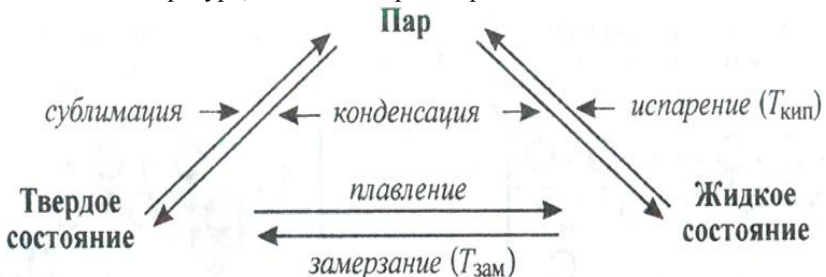 Пар
сублимация
конденсация
испарение (Tкип)
Твердое
состояние
плавление
Жидкое
состояние
замерзание (Tзам)